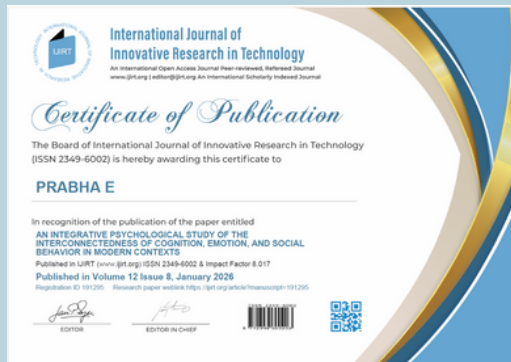 International Journal of
Innovative Research in Technology
An International Open Access Journal Peer-reviewed, Refereed Journal
www.ijirt.org | editor@ijirt.org An International Scholarly Indexed Journal
IJIRT
Certificate of Publication
The Board of International Journal of Innovative Research in Technology
(ISSN 2349-6002) is hereby awarding this certificate to
PRABHA E
In recognition of the publication of the paper entitled
AN INTEGRATIVE PSYCHOLOGICAL STUDY OF THE
INTERCONNECTEDNESS OF COGNITION, EMOTION, AND SOCIAL
BEHAVIOR IN MODERN CONTEXTS
Published in IJIRT (www.ijirt.org) ISSN 2349-6002 & Impact Factor 8.017
Published in Volume 12 Issue 8, January 2026
Registration ID 191295 Research paper weblink:https://ijirt.org/article?manuscript=191295
EDITOR
EDITOR IN CHIEF